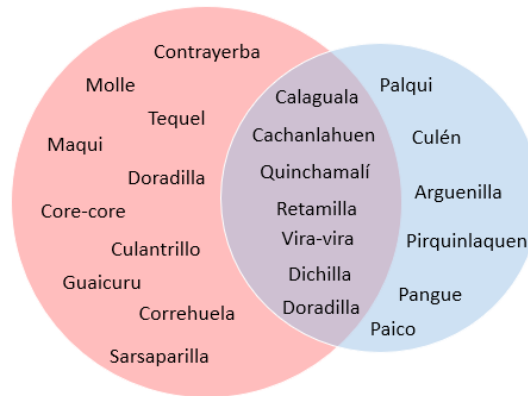 Contrayerba
Molle
Tequel
Maqui
Doradilla
Core-core
Culantrillo
Guaicuru
Correhuela
Sarsaparilla
Calaguala
Cachanlahuen
Quinchamalí
Retamilla
Vira-vira
Dichilla
Doradilla
Palqui
Culén
Arguenilla
Pirquinlaquen
Pangue
Paico